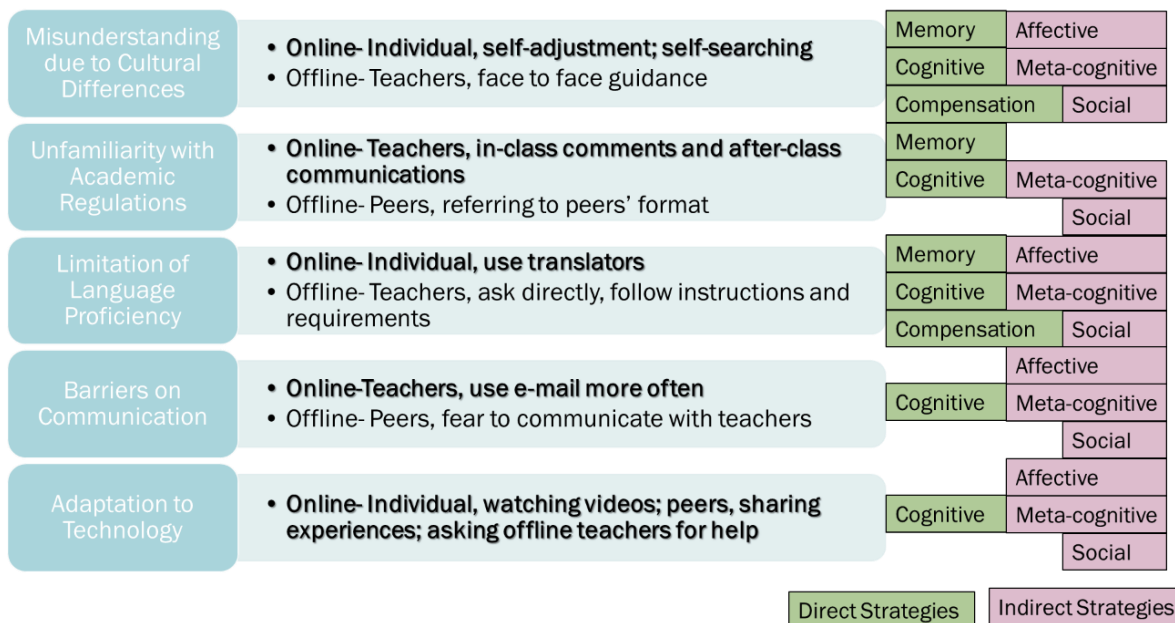 Misunderstanding
due to Cultural
Differences
• Online- Individual, self-adjustment; self-searching
• Offline- Teachers, face to face guidance
Memory Affective
Cognitive Meta-cognitive
Compensation Social
Unfamiliarity with
Academic
Regulations
• Online- Teachers, in-class comments and after-class
communications
• Offline- Peers, referring to peers’ format
Memory
Cognitive Meta-cognitive
Social
Limitation of
Language
Proficiency
• Online- Individual, use translators
• Offline- Teachers, ask directly, follow instructions and
requirements
Memory Affective
Cognitive Meta-cognitive
Compensation Social
Barriers on
Communication
• Online-Teachers, use e-mail more often
• Offline- Peers, fear to communicate with teachers
Affective
Cognitive Meta-cognitive
Social
Adaptation to
Technology
• Online- Individual, watching videos; peers, sharing
experiences; asking offline teachers for help
Affective
Cognitive Meta-cognitive
Social
Direct Strategies Indirect Strategies